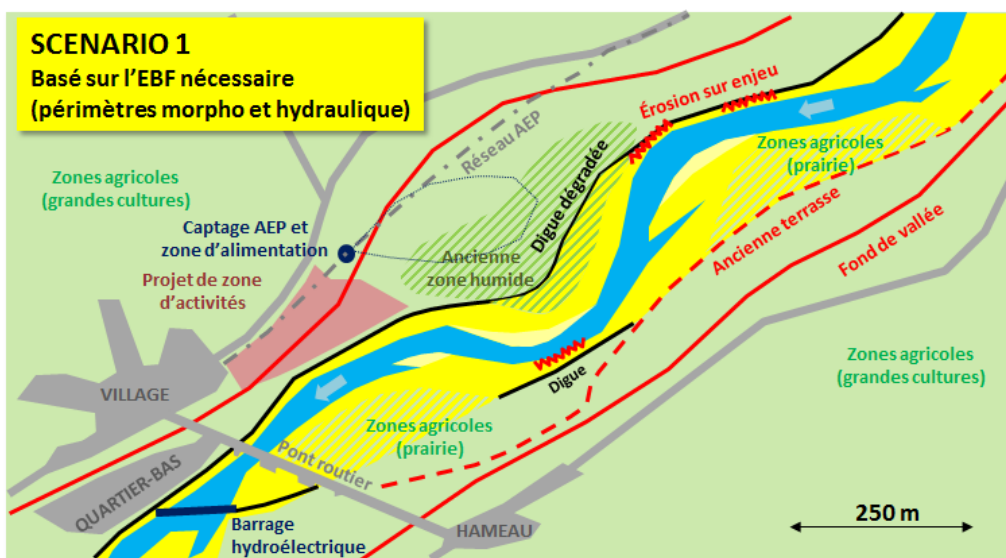 SCENARIO 1
Basé sur l'EBF nécessaire
(périmètres morpho et hydraulique)
Érosion sur enjeu
Réseau AEP
Zones agricoles
(prairie)
Zones agricoles
(grandes cultures)
Digue dégradée
Captage AEP et
zone d'alimentation
Ancienne terrasse
Fond de vallée
Ancienne
zone humide
Projet de zone
d'activités
Zones agricoles
(grandes cultures)
Digue
VILLAGE
Zones agricoles
(prairie)
Pont routier
QUARTIER-BAS
250 m
HAMEAU
Barrage
hydroélectrique